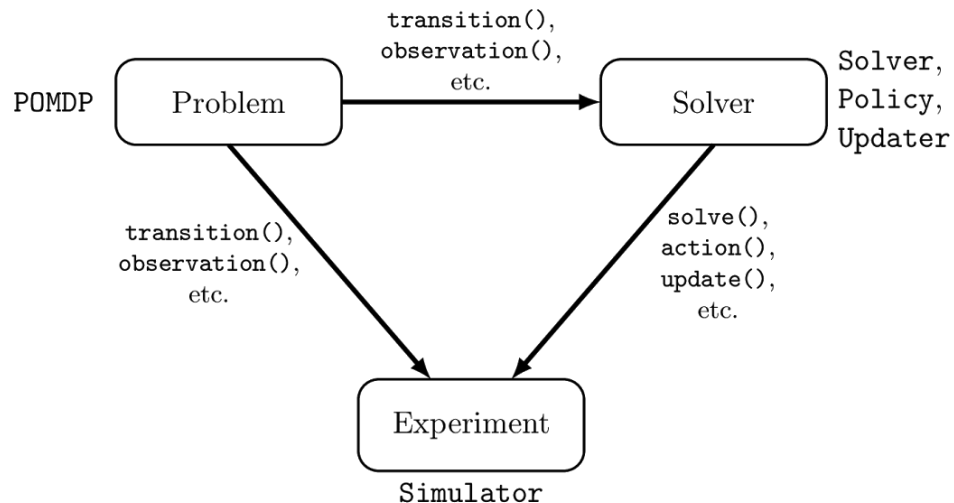 transition(),
observation(),
etc.
POMDP
Problem
Solver
Solver,
Policy,
Updater
transition(),
observation(),
etc.
solve(),
action(),
update(),
etc.
Experiment
Simulator